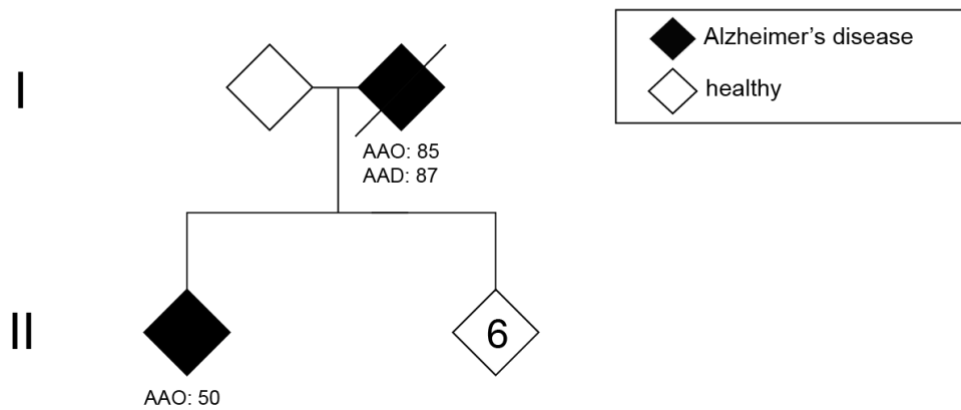 Alzheimer's disease
healthy
I
AAO: 85
AAD: 87
II
6
AAO: 50